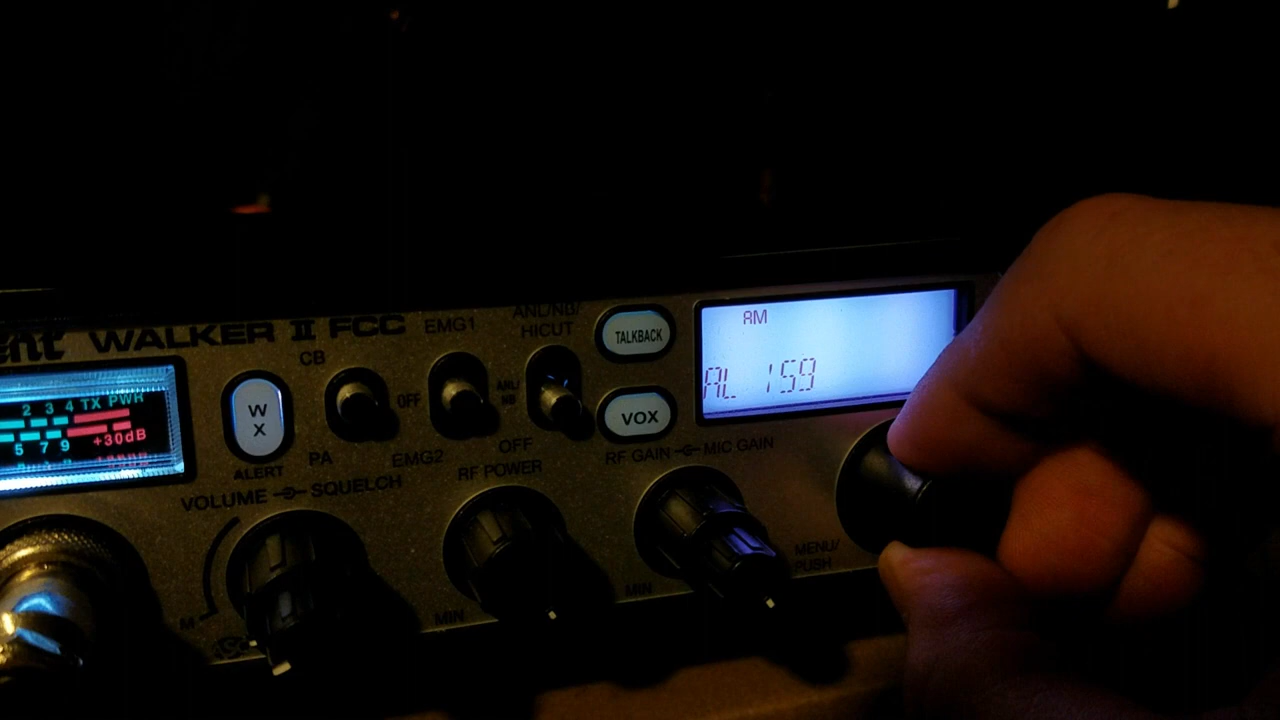 ent WALKER II FCC
EMG1
ANL/NB/
HICUT
TALKBACK
AM
AL 159
CB
2 3 4 TX PWR
5 7 9 +30dB
W
X
ALERT
OFF
ANL/
NB
VOX
PA
EMG2
OFF
VOLUME SQUELCH
RF POWER
RF GAIN MIC GAIN
M
MIN
MIN
MENU/
PUSH